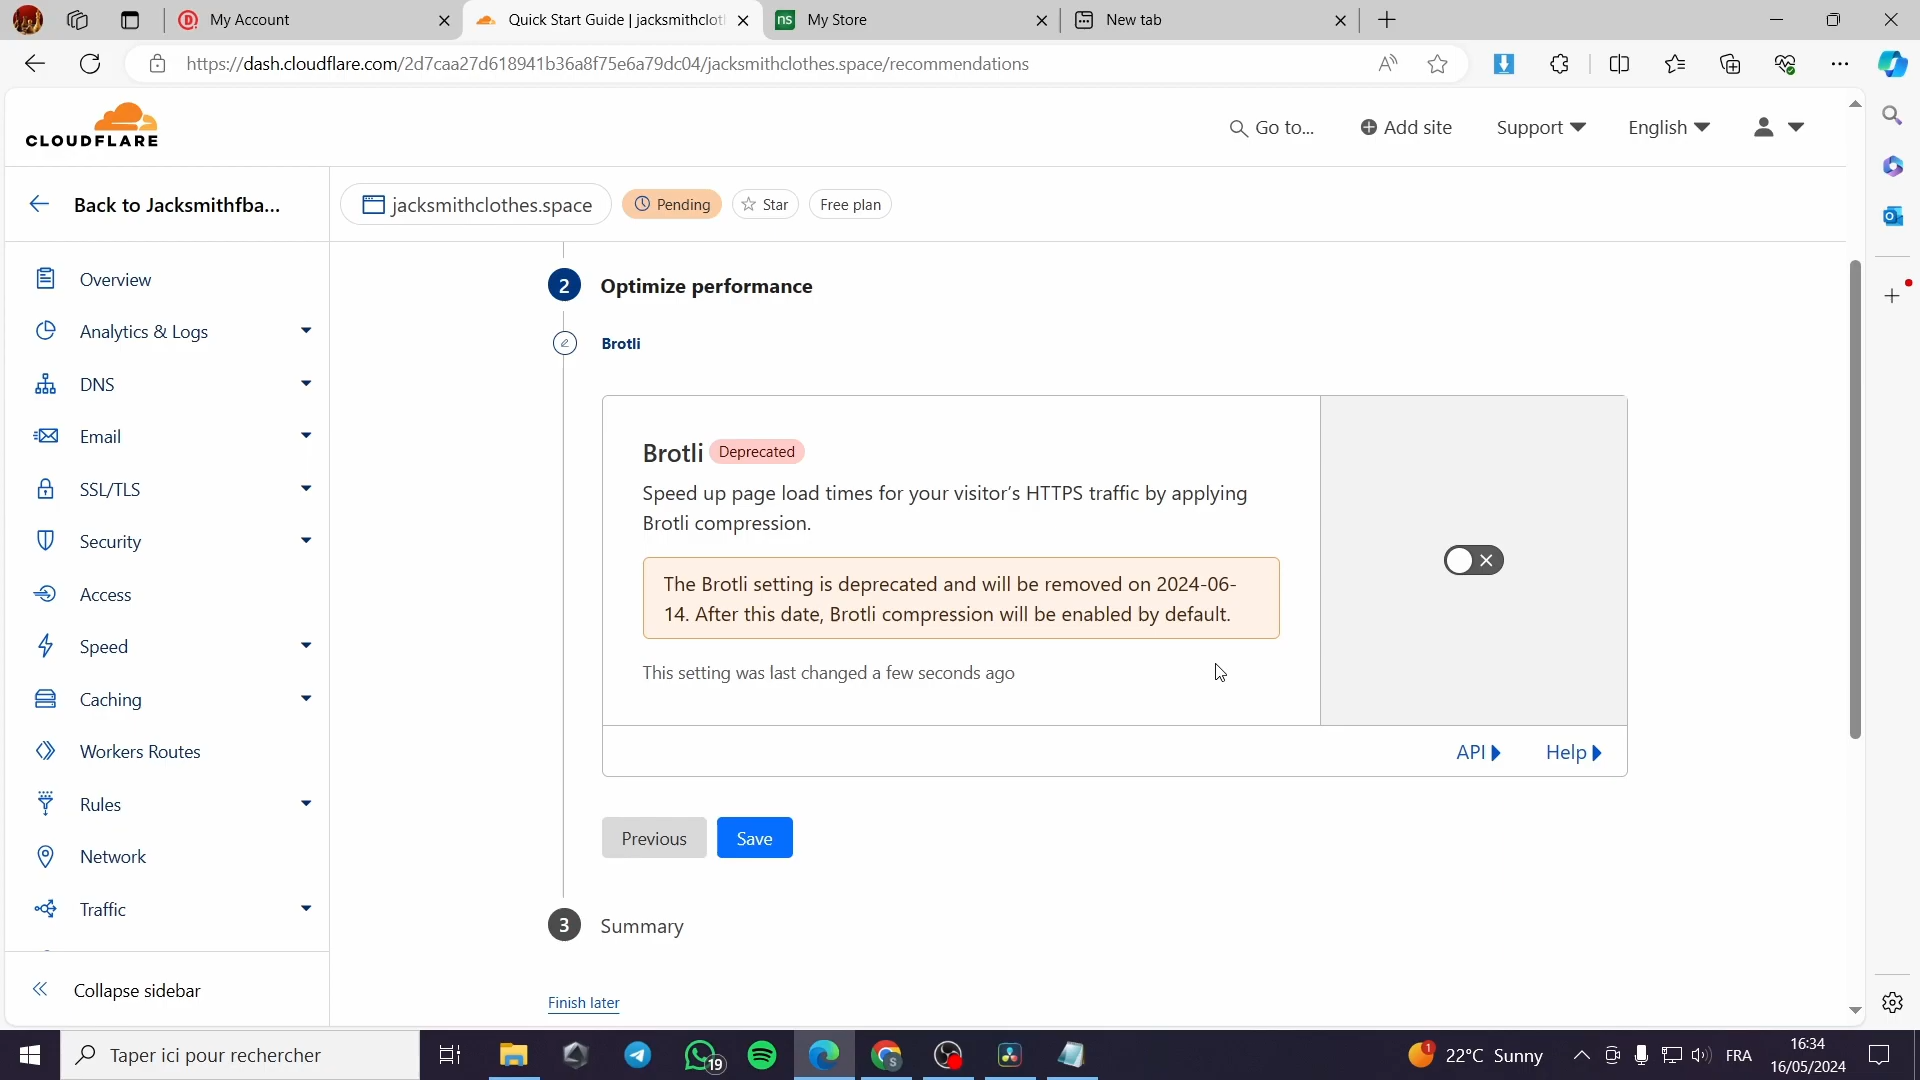 My Account
Quick Start Guide | jacksmithclot
My Store
New tab
https://dash.cloudflare.com/2d7caa27d618941b36a8f75e6a79dc04/jacksmithclothes.space/recommendations
CLOUDFLARE
Go to...
Add site
Support
English
Back to Jacksmithfba...
jacksmithclothes.space
Pending
Star
Free plan
Overview
Analytics & Logs
DNS
Email
SSL/TLS
Security
Access
Speed
Caching
Workers Routes
Rules
Network
Traffic
Collapse sidebar
2
Optimize performance
Brotli
Brotli Deprecated
Speed up page load times for your visitor's HTTPS traffic by applying
Brotli compression.
The Brotli setting is deprecated and will be removed on 2024-06-
14. After this date, Brotli compression will be enabled by default.
This setting was last changed a few seconds ago
API
Help
Previous
Save
3
Summary
Finish later
Taper ici pour rechercher
19
1
22°C Sunny
FRA
16:34
16/05/2024